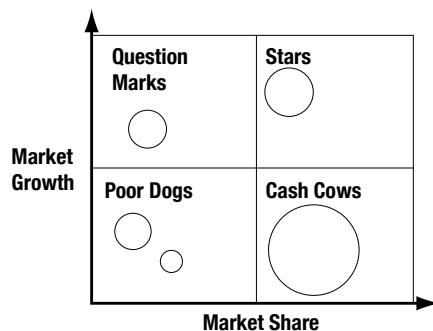 Question
Marks
Stars
Market
Growth
Poor Dogs
Cash Cows
Market Share